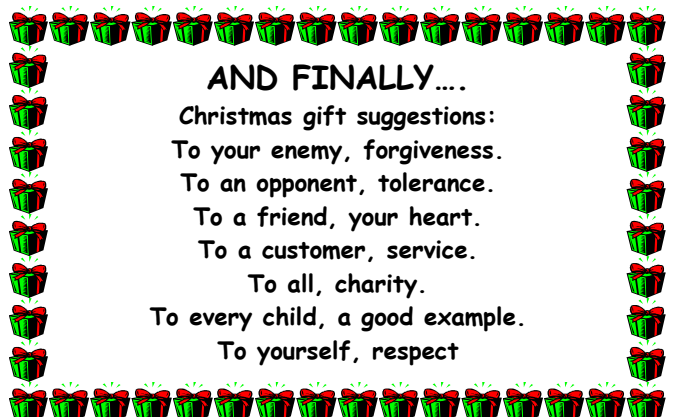 AND FINALLY….
Christmas gift suggestions:
To your enemy, forgiveness.
To an opponent, tolerance.
To a friend, your heart.
To a customer, service.
To all, charity.
To every child, a good example.
To yourself, respect